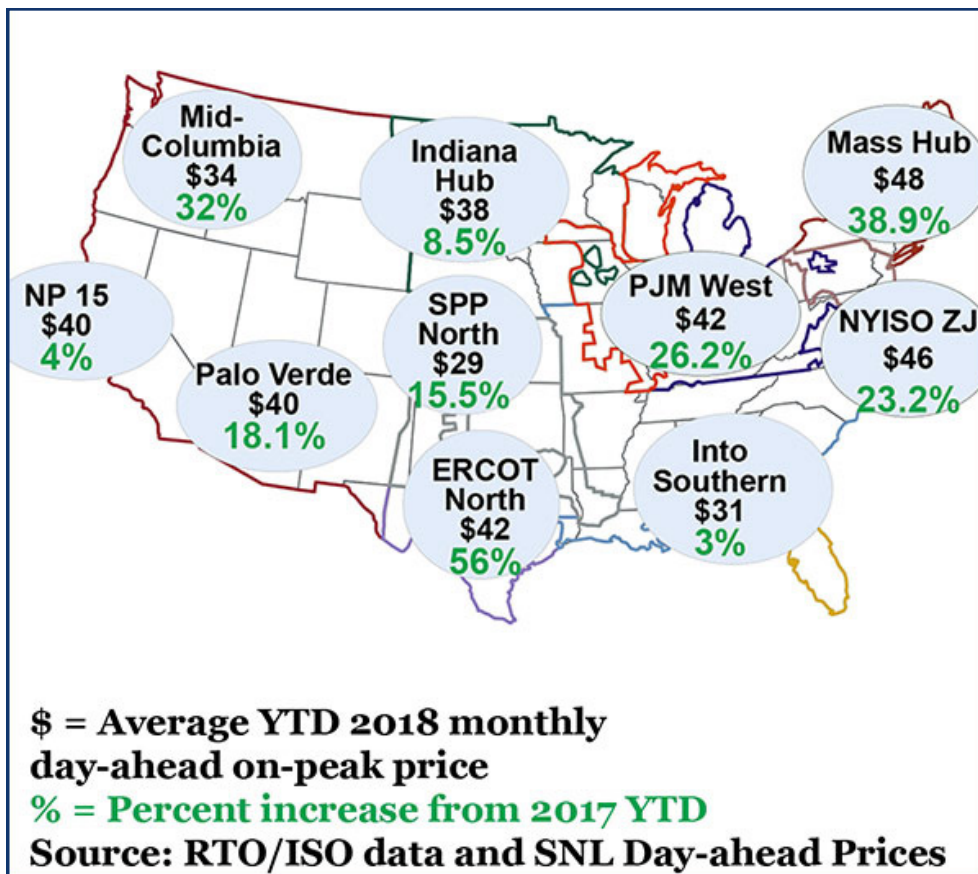 Mid-
Columbia
$34
32%
Indiana
Hub
$38
8.5%
Mass Hub
$48
38.9%
NP 15
$40
4%
Palo Verde
$40
18.1%
SPP
North
$29
15.5%
PJM West
$42
26.2%
NYISO ZJ
$46
23.2%
ERCOT
North
$42
56%
Into
Southern
$31
3%
$ = Average YTD 2018 monthly
day-ahead on-peak price
% = Percent increase from 2017 YTD
Source: RTO/ISO data and SNL Day-ahead Prices